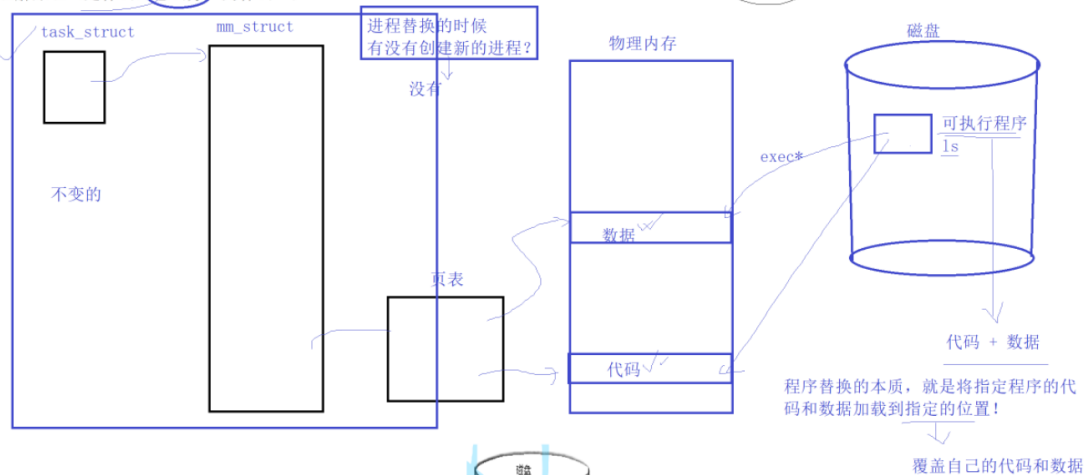 task_struct
mm_struct
进程替换的时候
有没有创建新的进程?
没有
不变的
页表
物理内存
数据
代码
exec*
磁盘
可执行程序
ls
代码 + 数据
程序替换的本质,就是将指定程序的代
码和数据加载到指定的位置!
覆盖自己的代码和数据
磁盘